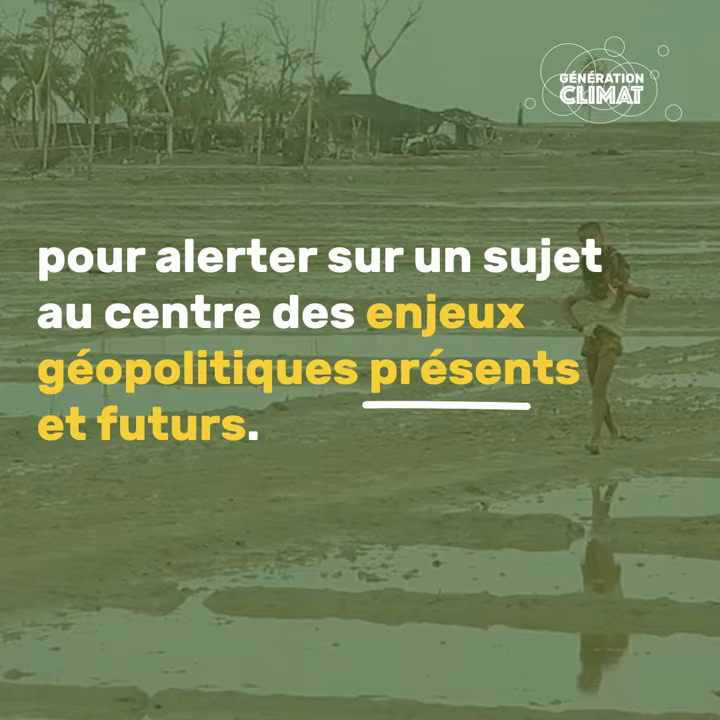 GÉNÉRATION
CLIMAT
pour alerter sur un sujet
au centre des enjeux
géopolitiques présents
et futurs.